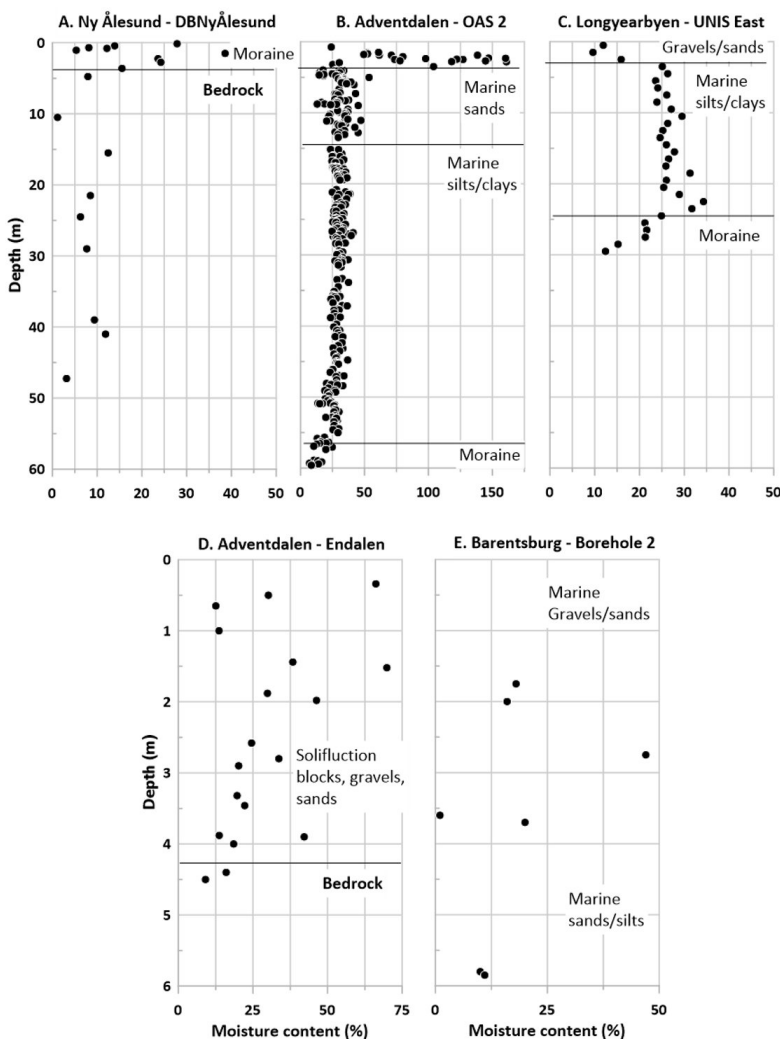 A. Ny Ålesund - DBNyÅlesund
B. Adventdalen - OAS 2
C. Longyearbyen - UNIS East
0
10
20
30
40
50
60
Depth (m)
Moraine
Bedrock
Marine
sands
Marine
silts/clays
Moraine
Gravels/sands
Marine
silts/clays
Moraine
0 10 20 30 40 50
0 50 100 150
0 10 20 30 40 50
D. Adventdalen - Endalen
E. Barentsburg - Borehole 2
0
1
2
3
4
5
6
Depth (m)
Solifluction
blocks, gravels,
sands
Bedrock
Marine
Gravels/sands
Marine
sands/silts
0 25 50 75
0 25 50
Moisture content (%)
Moisture content (%)